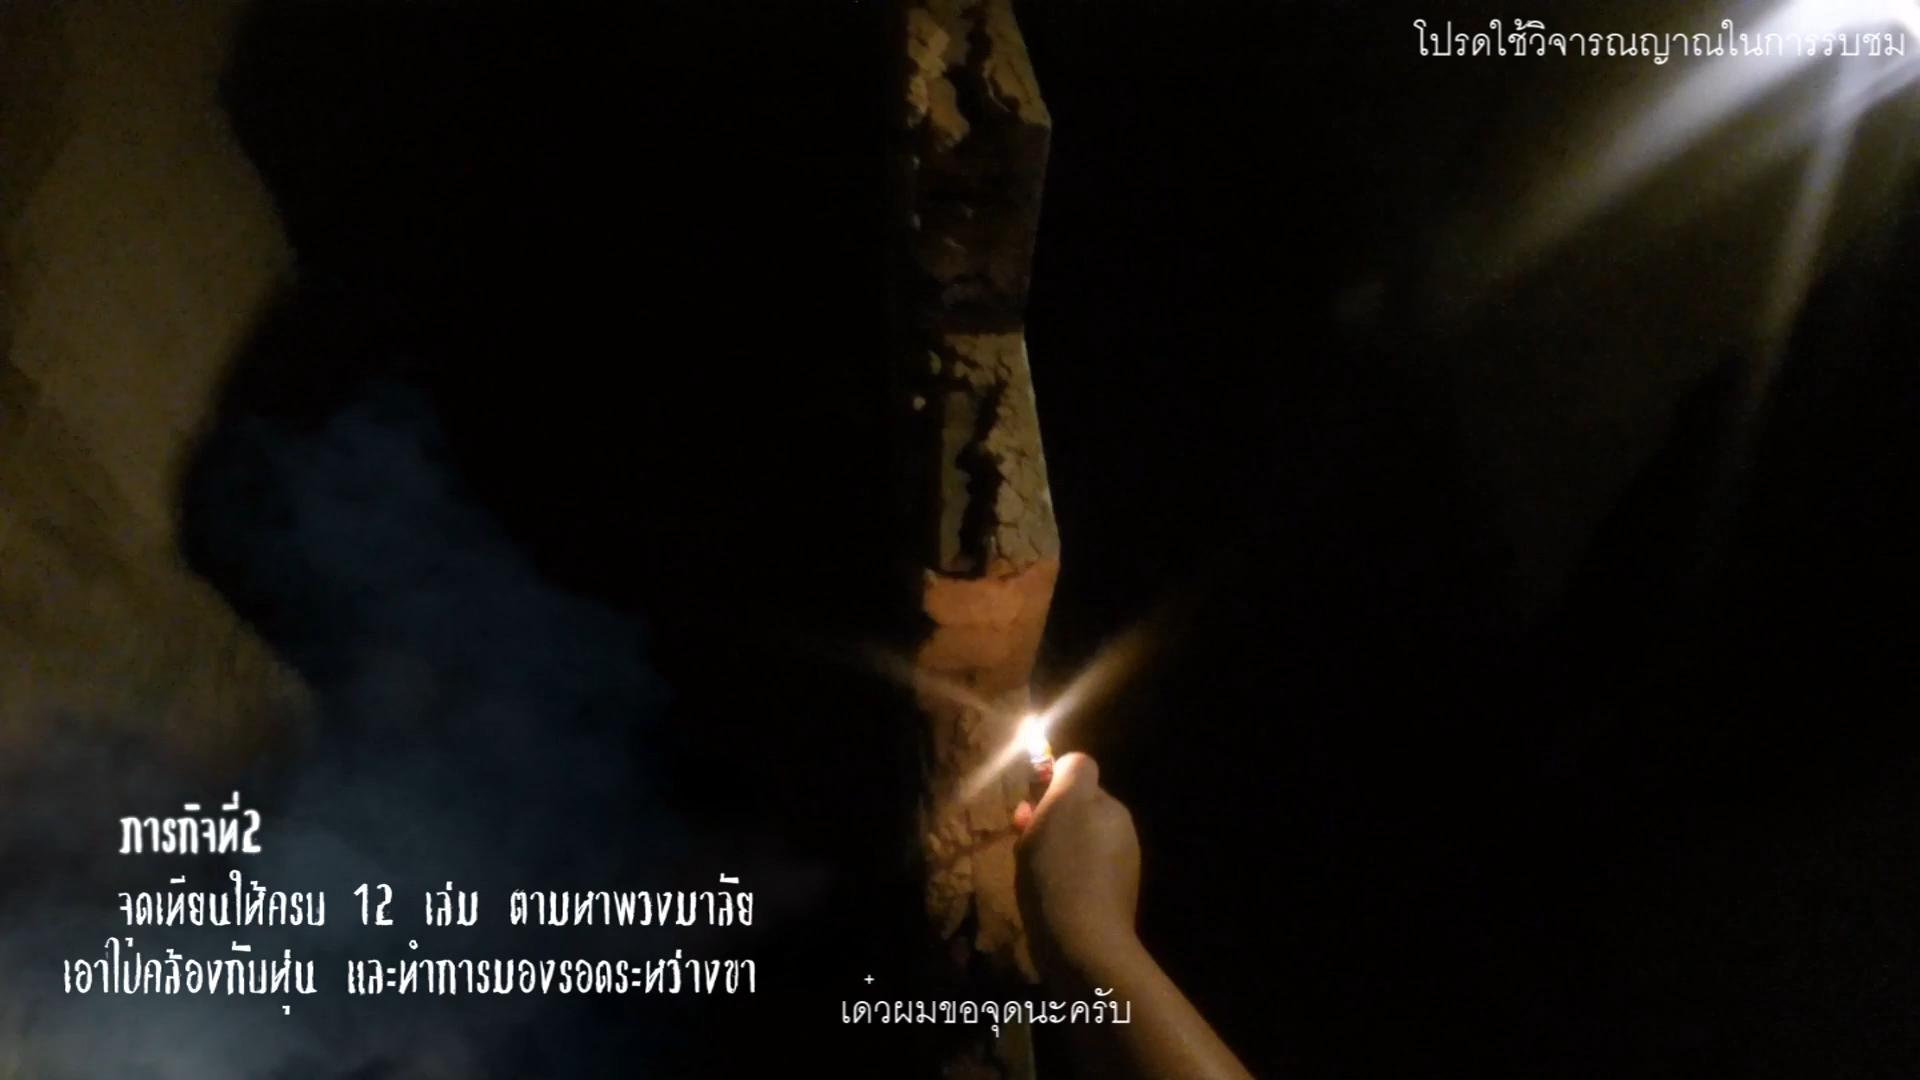 โปรดใช้วิจารณญาณในการรับชม
ภารกิจที่2
จุดเทียนให้ครบ 12 เล่ม ตามหาพวงมาลัย
เอาไปคล้องกับหุ่น และทำการมองรอดระหว่างขา
เด๋วผมขอจุดนะครับ